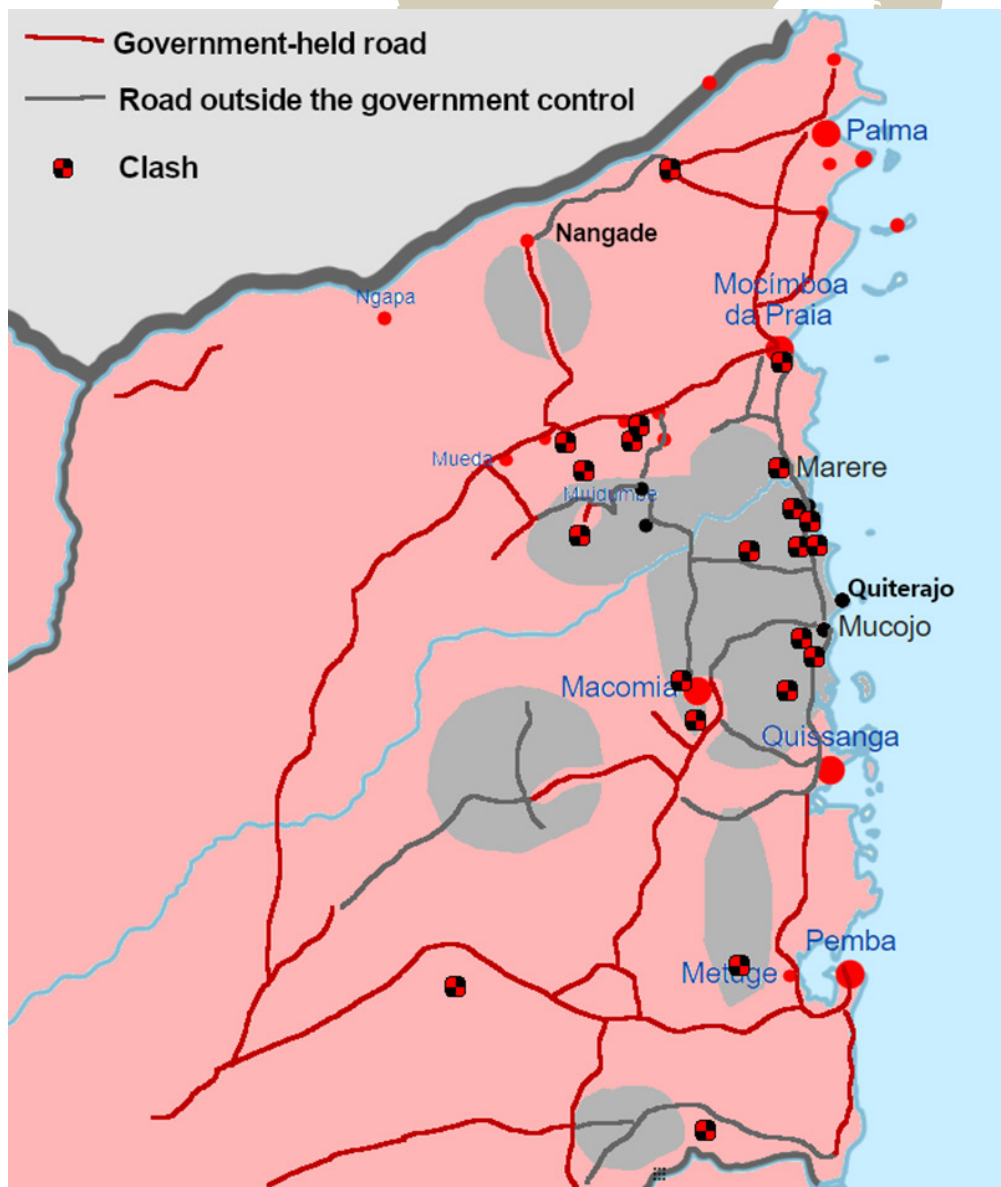 Government-held road
Road outside the government control
Clash
Palma
Nangade
Mocímboa
da Praia
Ngapa
Mueda
Marere
Muidumbe
Quiterajo
Mucojo
Macomia
Quissanga
Pemba
Metuge